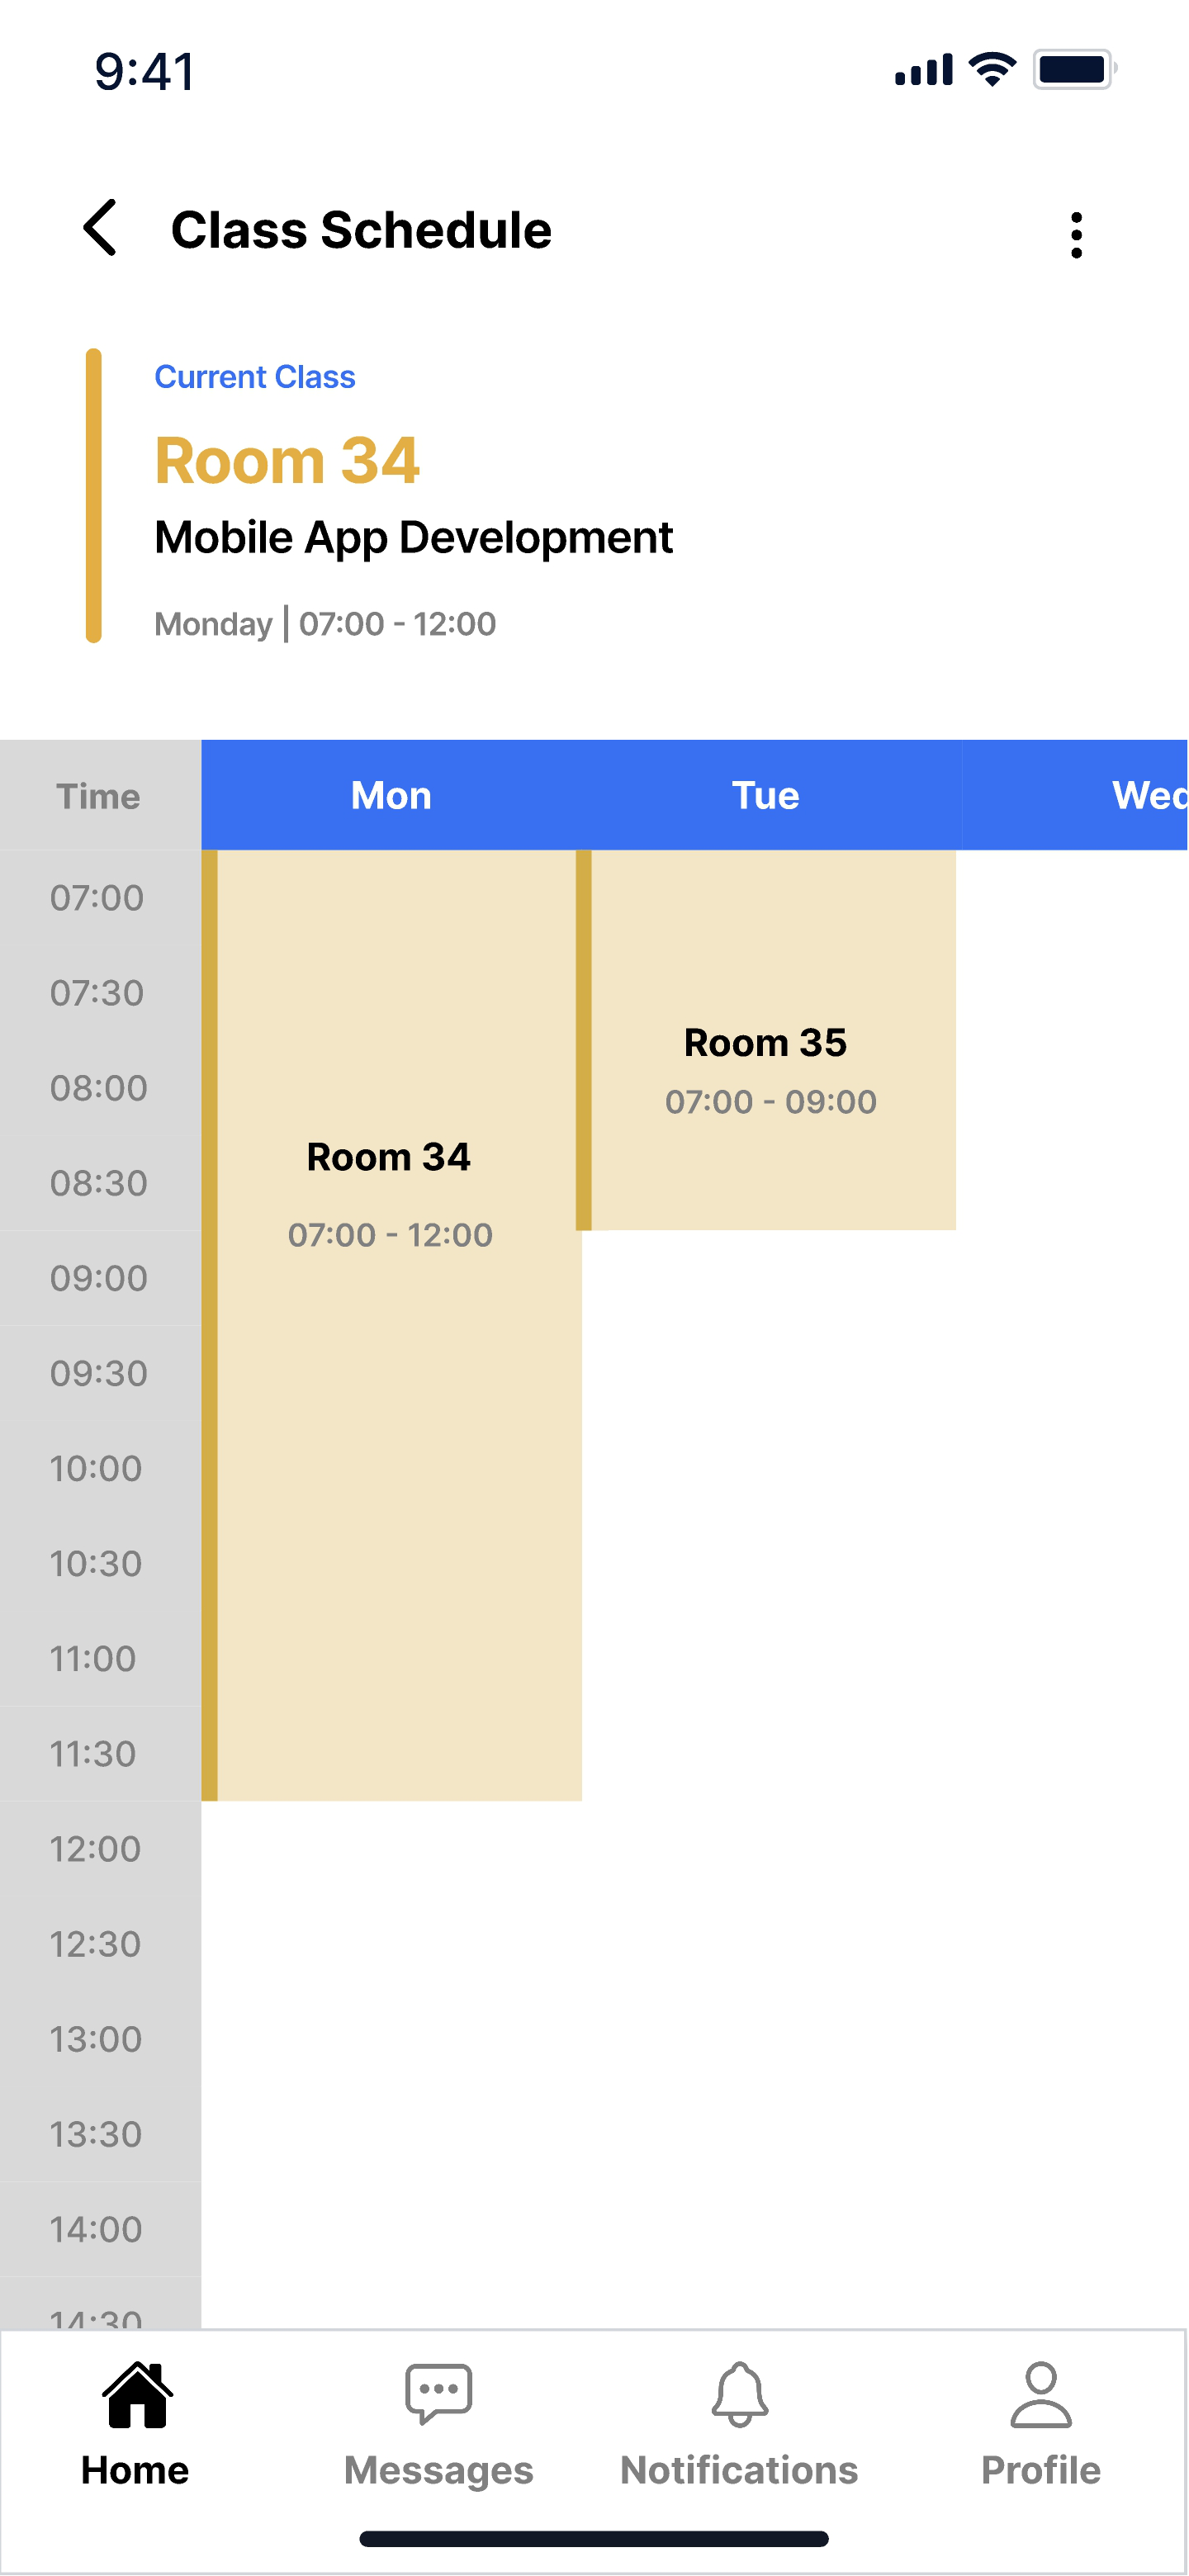 9:41
Class Schedule
Current Class
Room 34
Mobile App Development
Monday | 07:00 - 12:00
Time Mon Tue Wed
07:00
07:30
Room 35
08:00
07:00 - 09:00
Room 34
08:30
07:00 - 12:00
09:00
09:30
10:00
10:30
11:00
11:30
12:00
12:30
13:00
13:30
14:00
14:30
Home Messages Notifications Profile